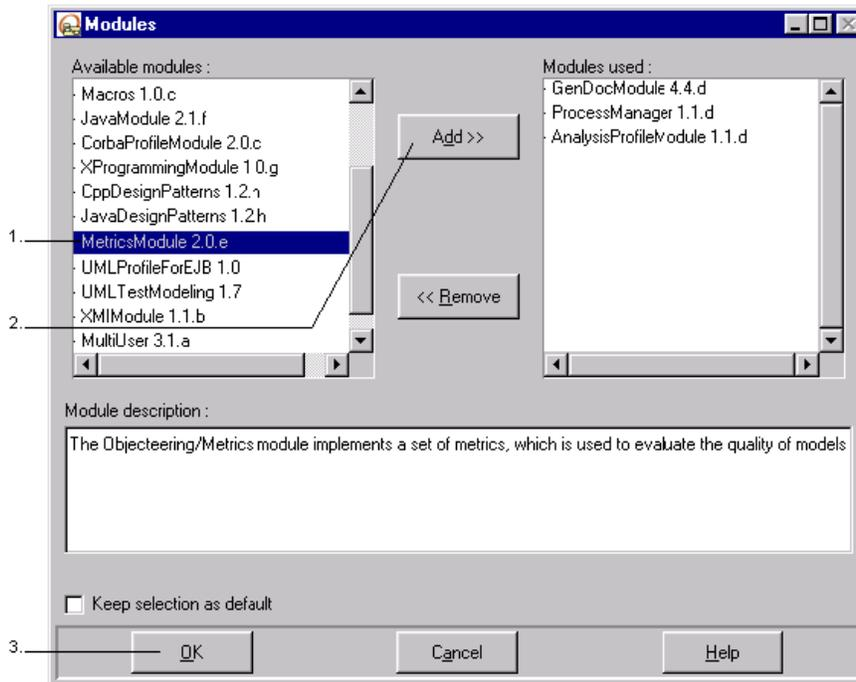 Modules
Available modules :
Macros 1.0.c
JavaModule 2.1.f
CorbaProfileModule 2.0.c
XProgrammingModule 1.0.g
CppDesignPatterns 1.2.h
JavaDesignPatterns 1.2.h
1. MetricsModule 2.0.e
UMLProfileForEJB 1.0
UMLTestModeling 1.7
XMIModule 1.1.b
MultiUser 3.1.a
2.
Add >>
<< Remove
Modules used :
GenDocModule 4.4.d
ProcessManager 1.1.d
AnalysisProfileModule 1.1.d
Module description :
The Objecteering/Metrics module implements a set of metrics, which is used to evaluate the quality of models
Keep selection as default
3. OK Cancel Help